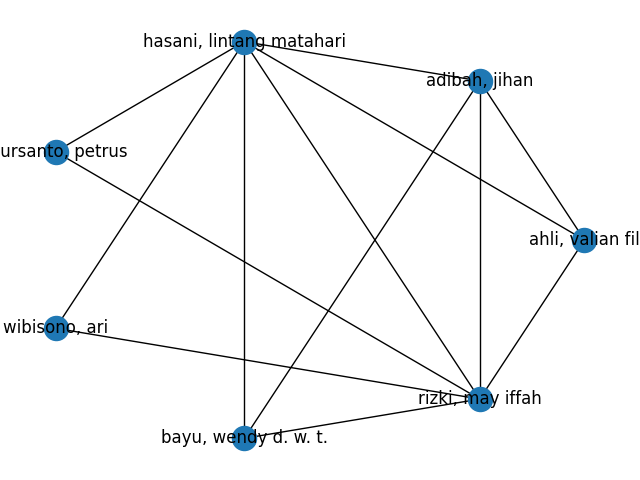 hasani, lintang matahari
adibah, jihan
ursanto, petrus
ahli, valian fil
wibisono, ari
rizki, may iffah
bayu, wendy d. w. t.